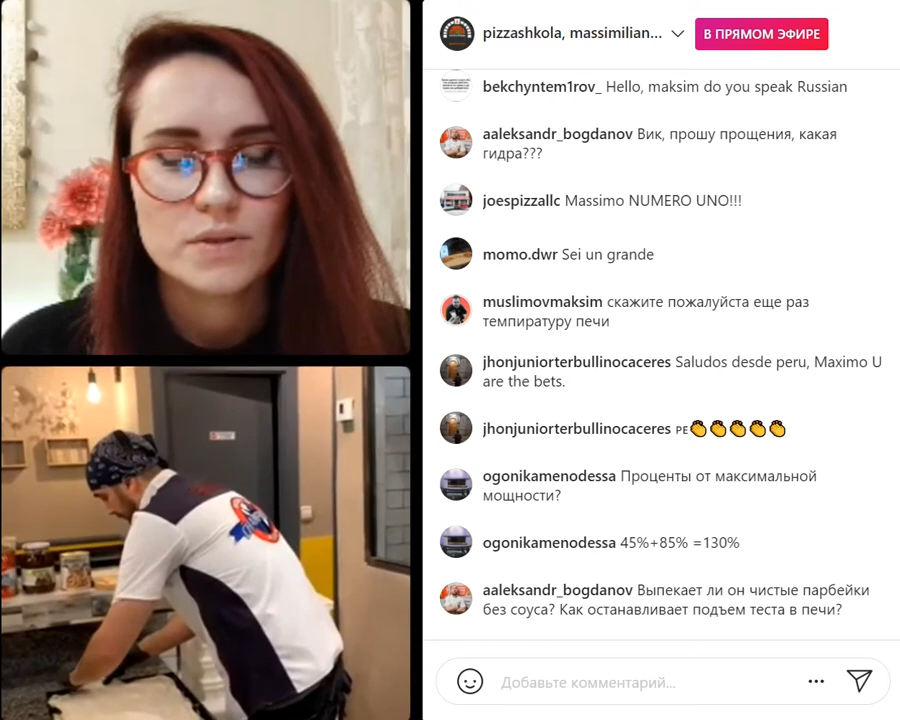 pizzashkola, massimilian...
В ПРЯМОМ ЭФИРЕ
bekchyntem1rov_ Hello, maksim do you speak Russian
aaleksandr_bogdanov Вик, прошу прощения, какая
гидра???
joespizzallc Massimo NUMERO UNO!!!
momo.dwr Sei un grande
muslimovmaksim скажите пожалуйста еще раз
темпиратуру печи
jhonjuniorterbullinocaceres Saludos desde peru, Maximo U
are the bets.
jhonjuniorterbullinocaceres 🇵🇪👏👏👏👏👏
ogonikamenodessa Проценты от максимальной
мощности?
ogonikamenodessa 45%+85% =130%
aaleksandr_bogdanov Выпекает ли он чистые парбейки
без соуса? Как останавливает подъем теста в печи?
Добавьте комментарий...